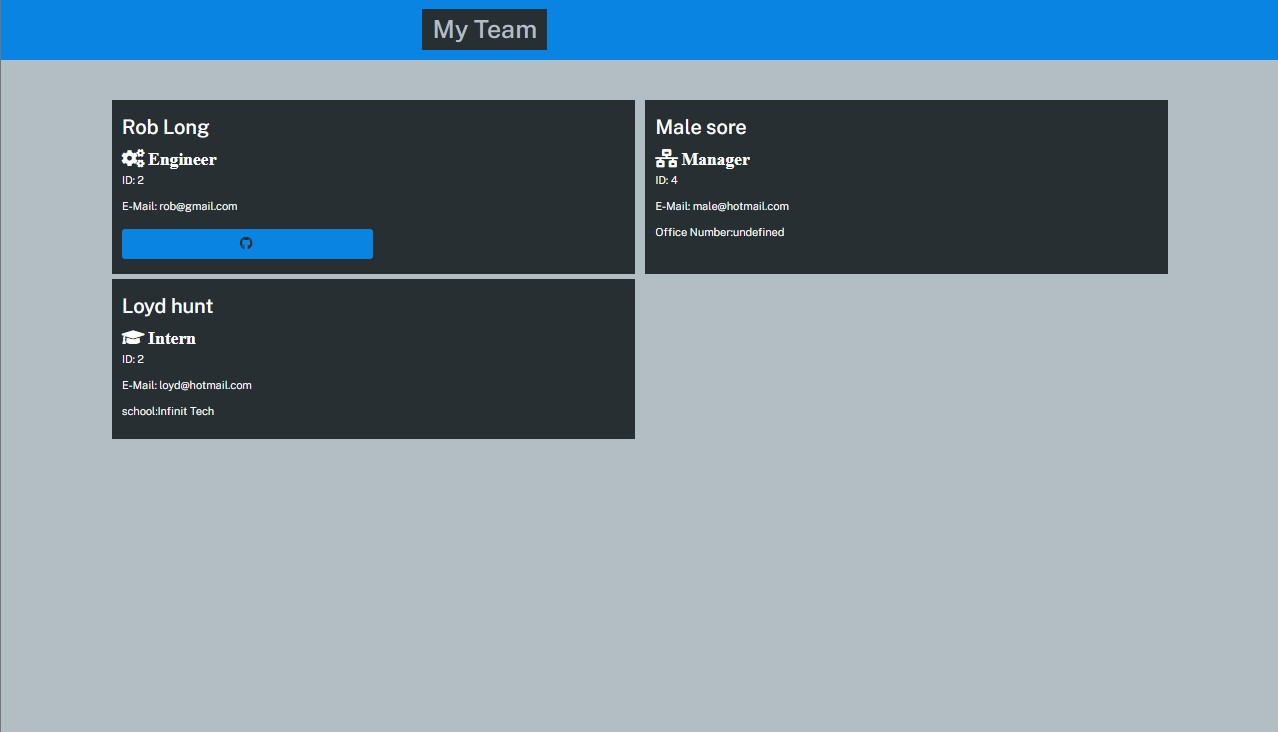 My Team
Rob Long
Engineer
ID: 2
E-Mail: rob@gmail.com
Male sore
Manager
ID: 4
E-Mail: male@hotmail.com
Office Number:undefined
Loyd hunt
Intern
ID: 2
E-Mail: loyd@hotmail.com
school:Infinit Tech